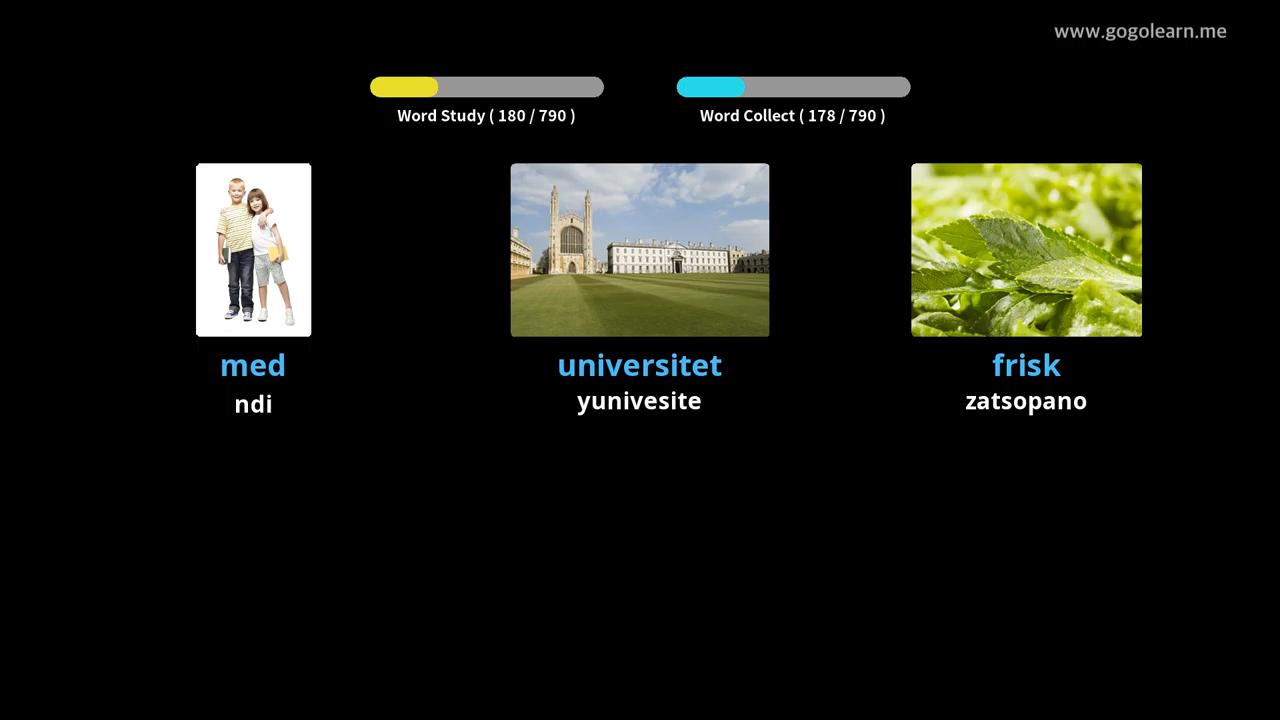 www.gogolearn.me
Word Study ( 180 / 790 )
Word Collect ( 178 / 790 )
med
universitet
frisk
ndi
yunivesite
zatsopano